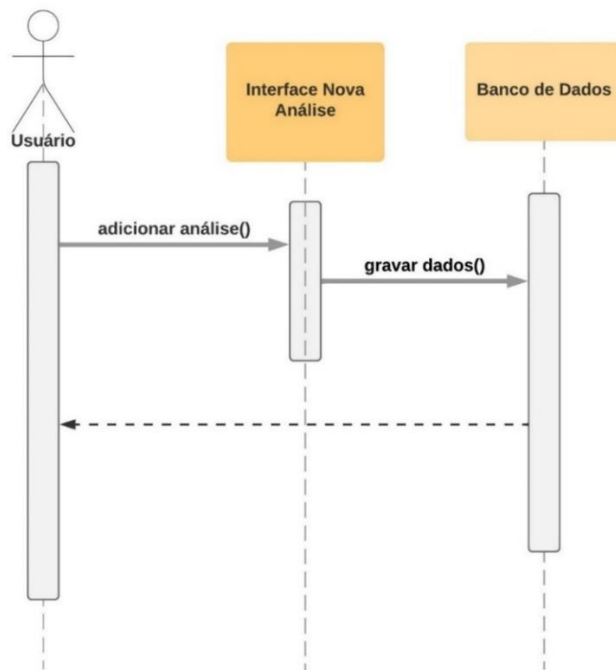 Usuário
Interface Nova
Análise
Banco de Dados
adicionar análise()
gravar dados()